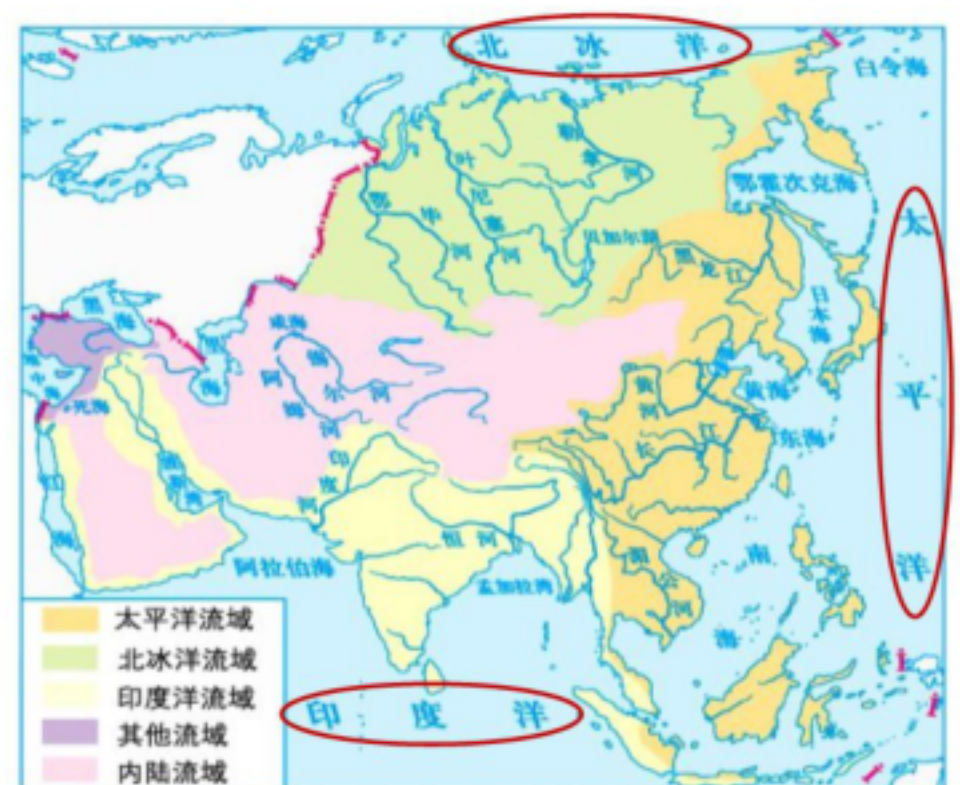 北冰洋
白令海
勒拿河
叶尼塞河
鄂毕河
鄂霍次克海
太平洋
贝加尔湖
黑龙江
日本海
黑海
咸海
里海
锡尔河
阿姆河
死海
黄河
渤海
黄海
长江
东海
印度河
波斯湾
红海
恒河
湄公河
阿拉伯海
孟加拉湾
南海
印度洋
太平洋流域
北冰洋流域
印度洋流域
其他流域
内陆流域